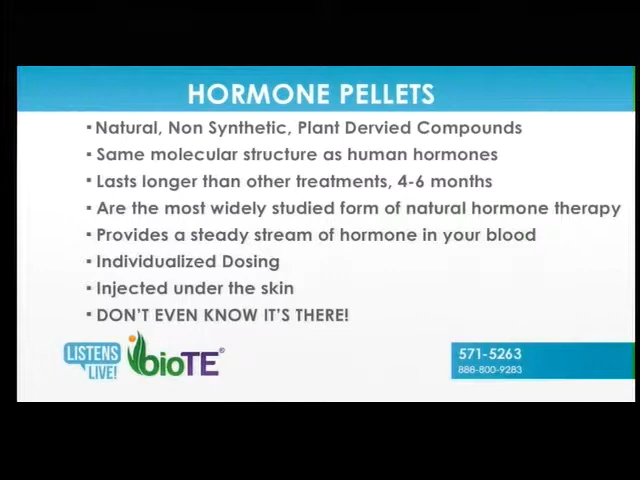 HORMONE PELLETS
▪ Natural, Non Synthetic, Plant Dervied Compounds
▪ Same molecular structure as human hormones
▪ Lasts longer than other treatments, 4-6 months
▪ Are the most widely studied form of natural hormone therapy
▪ Provides a steady stream of hormone in your blood
▪ Individualized Dosing
▪ Injected under the skin
▪ DON'T EVEN KNOW IT'S THERE!
LISTENS
LIVE!
bioTE®
571-5263
888-800-9283